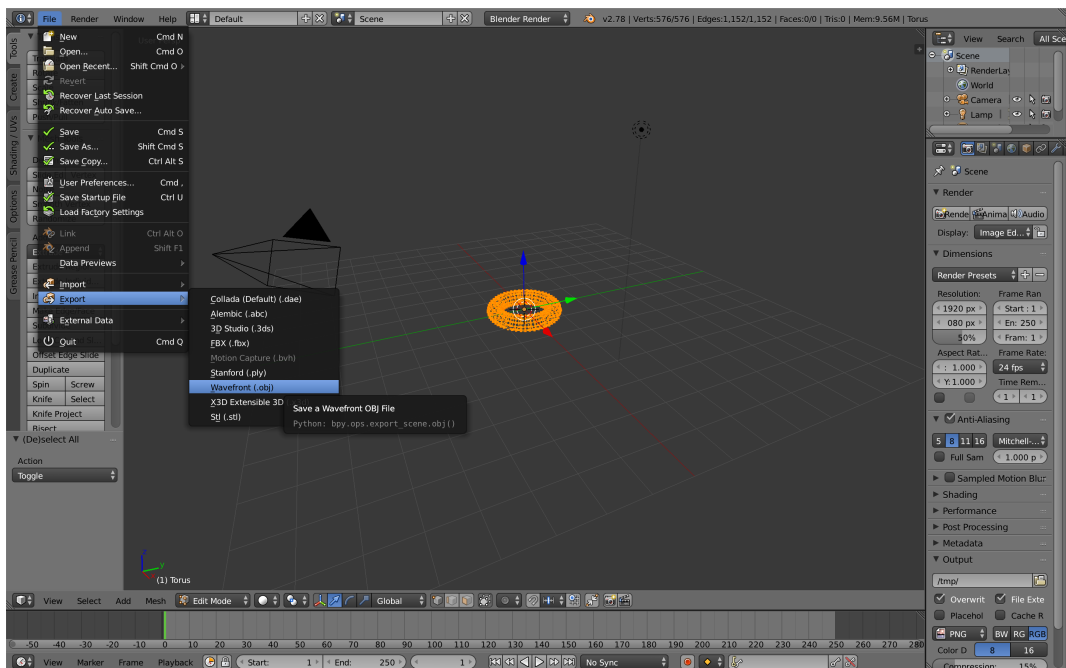 File Render Window Help Default Scene Blender Render v2.78 | Verts:576/576 | Edges:1,152/1,152 | Faces:0/0 | Tris:0 | Mem:9.56M | Torus
New Cmd N
Open... Cmd O
Open Recent... Shift Cmd O
Revert
Recover Last Session
Recover Auto Save...
Save Cmd S
Save As... Shift Cmd S
Save Copy... Ctrl Alt S
User Preferences... Cmd ,
Save Startup File Ctrl U
Load Factory Settings
Link Ctrl Alt O
Append Shift F1
Data Previews
Import
Export
External Data
Quit Cmd Q
Collada (Default) (.dae)
Alembic (.abc)
3D Studio (.3ds)
FBX (.fbx)
Motion Capture (.bvh)
Stanford (.ply)
Wavefront (.obj)
X3D Extensible 3D
Stl (.stl)
Save a Wavefront OBJ File
Python: bpy.ops.export_scene.obj()
Tools
Create
Shading / UVs
Options
Grease Pencil
Offset Edge Slide
Duplicate
Spin Screw
Knife Select
Knife Project
Bisect
(De)select All
Action
Toggle
z
y
(1) Torus
View Search All Sce
Scene
RenderLay
World
Camera
Lamp
Scene
Render
Rende Anima Audio
Display: Image Ed...
Dimensions
Render Presets
Resolution: Frame Ran
1920 px Start : 1
080 px En: 250
50% Fram: 1
Aspect Rat... Frame Rate:
: 1.000 24 fps
Y: 1.000 Time Rem...
1 1
Anti-Aliasing
5 8 11 16 Mitchell-...
Full Sam 1.000 p
Sampled Motion Blur
Shading
Performance
Post Processing
Metadata
Output
/tmp/
Overwrit File Exte
Placehol Cache R
PNG BW RG RGB
Color D 8 16
Compression: 15%
View Select Add Mesh Edit Mode Global
-50 -40 -30 -20 -10 0 10 20 30 40 50 60 70 80 90 100 110 120 130 140 150 160 170 180 190 200 210 220 230 240 250 260 270 280
View Marker Frame Playback Start: 1 End: 250 1 No Sync